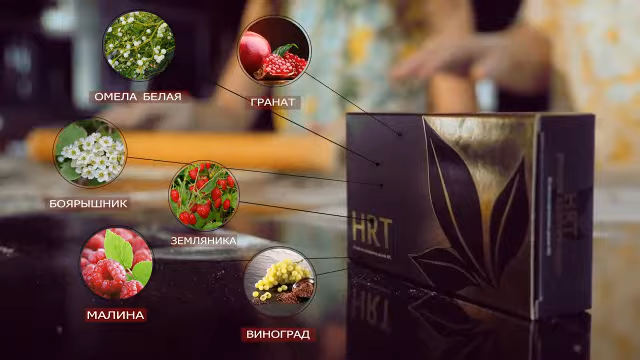 ОМЕЛА БЕЛАЯ
ГРАНАТ
БОЯРЫШНИК
ЗЕМЛЯНИКА
МАЛИНА
ВИНОГРАД
HRT
HRT